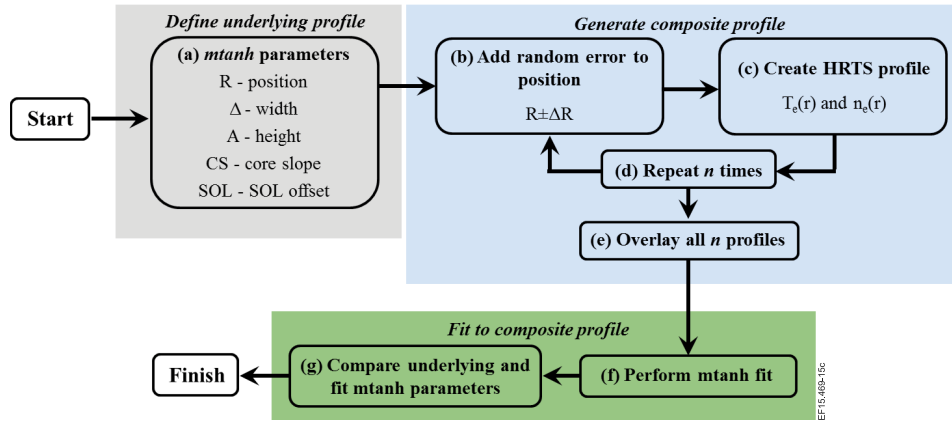 Define underlying profile
Generate composite profile
Start
(a) mtanh parameters
R - position
Δ - width
A - height
CS - core slope
SOL - SOL offset
(b) Add random error to
position
R±ΔR
(c) Create HRTS profile
Te(r) and ne(r)
(d) Repeat n times
(e) Overlay all n profiles
Fit to composite profile
(f) Perform mtanh fit
(g) Compare underlying and
fit mtanh parameters
Finish
EF15.469-15c